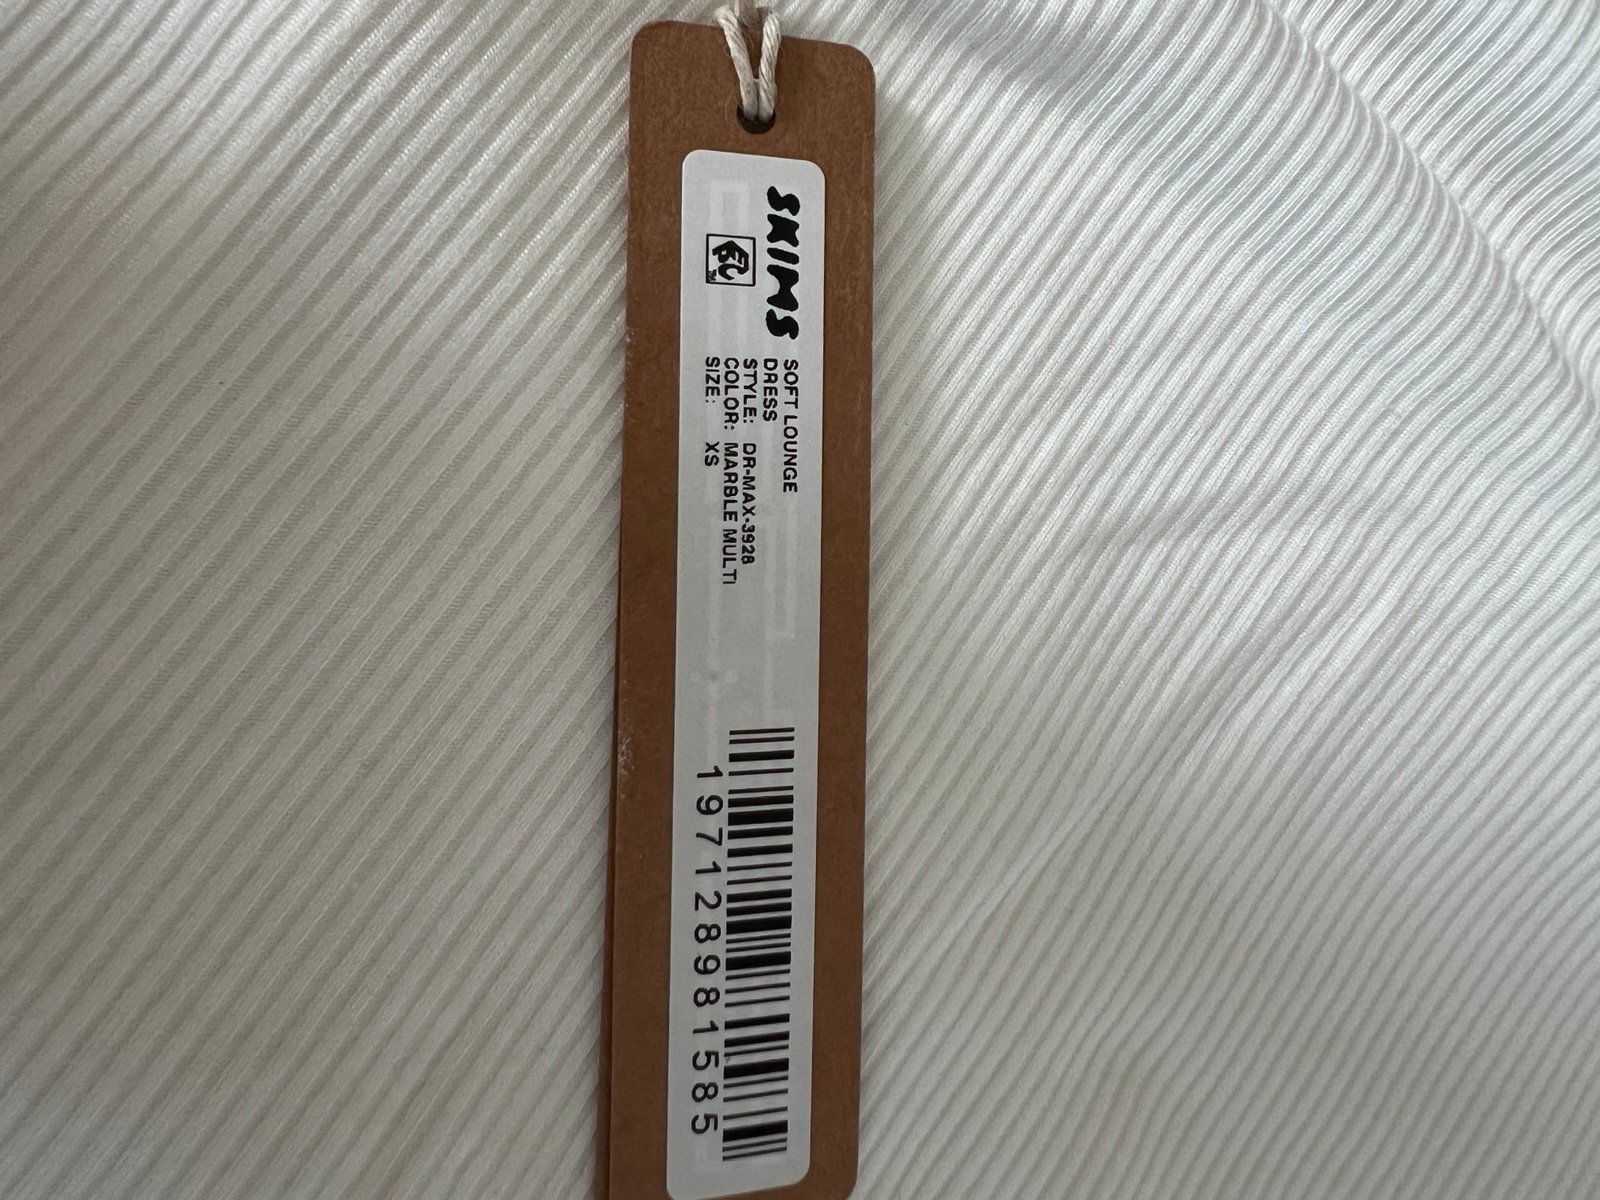 SKIMS
SOFT LOUNGE
DRESS
STYLE: DR-MAX-3928
COLOR: MARBLE MULTI
SIZE: XS
197128981585